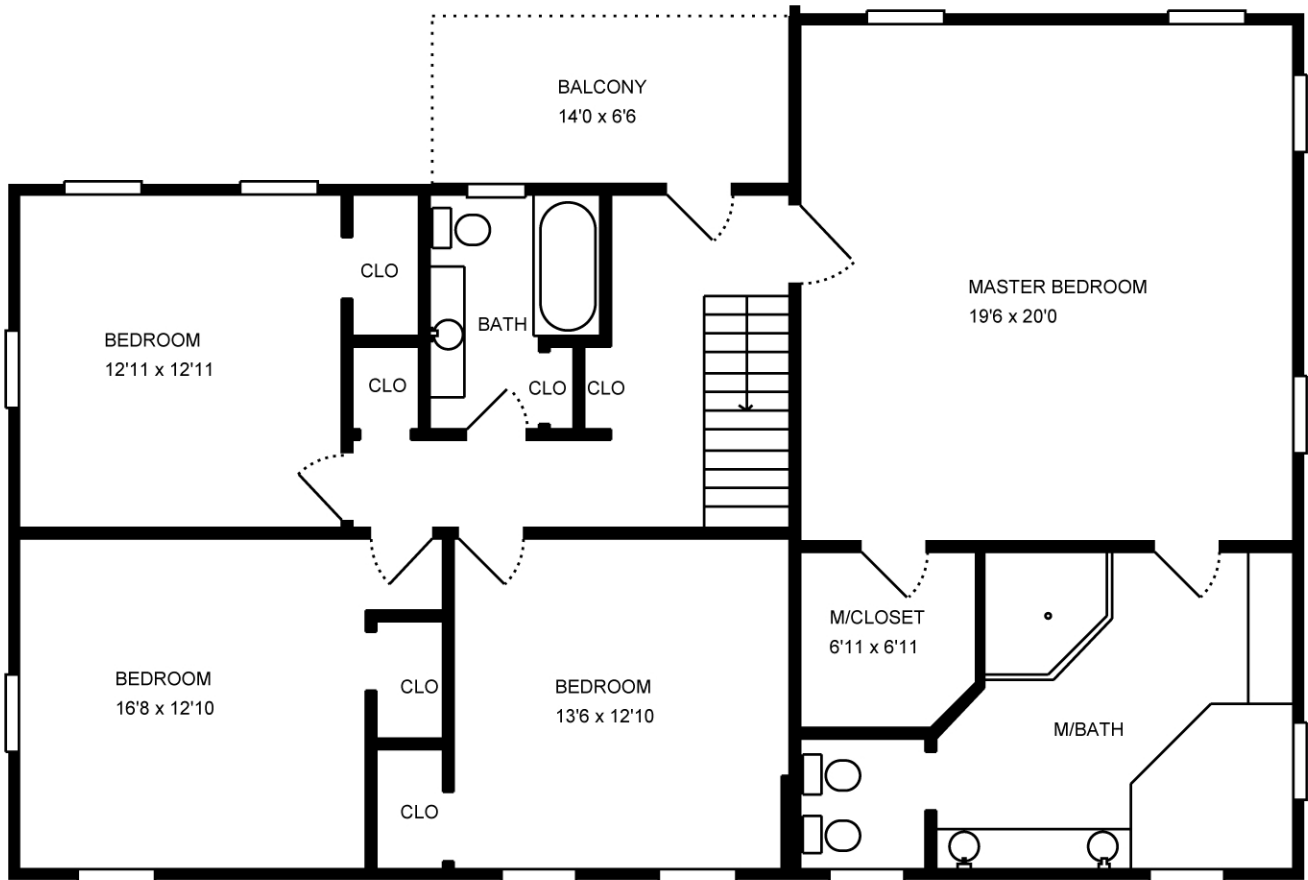 BALCONY
14'0 x 6'6
CLO
BEDROOM
12'11 x 12'11
BATH
MASTER BEDROOM
19'6 x 20'0
CLO
CLO
CLO
M/CLOSET
6'11 x 6'11
BEDROOM
16'8 x 12'10
CLO
BEDROOM
13'6 x 12'10
M/BATH
CLO